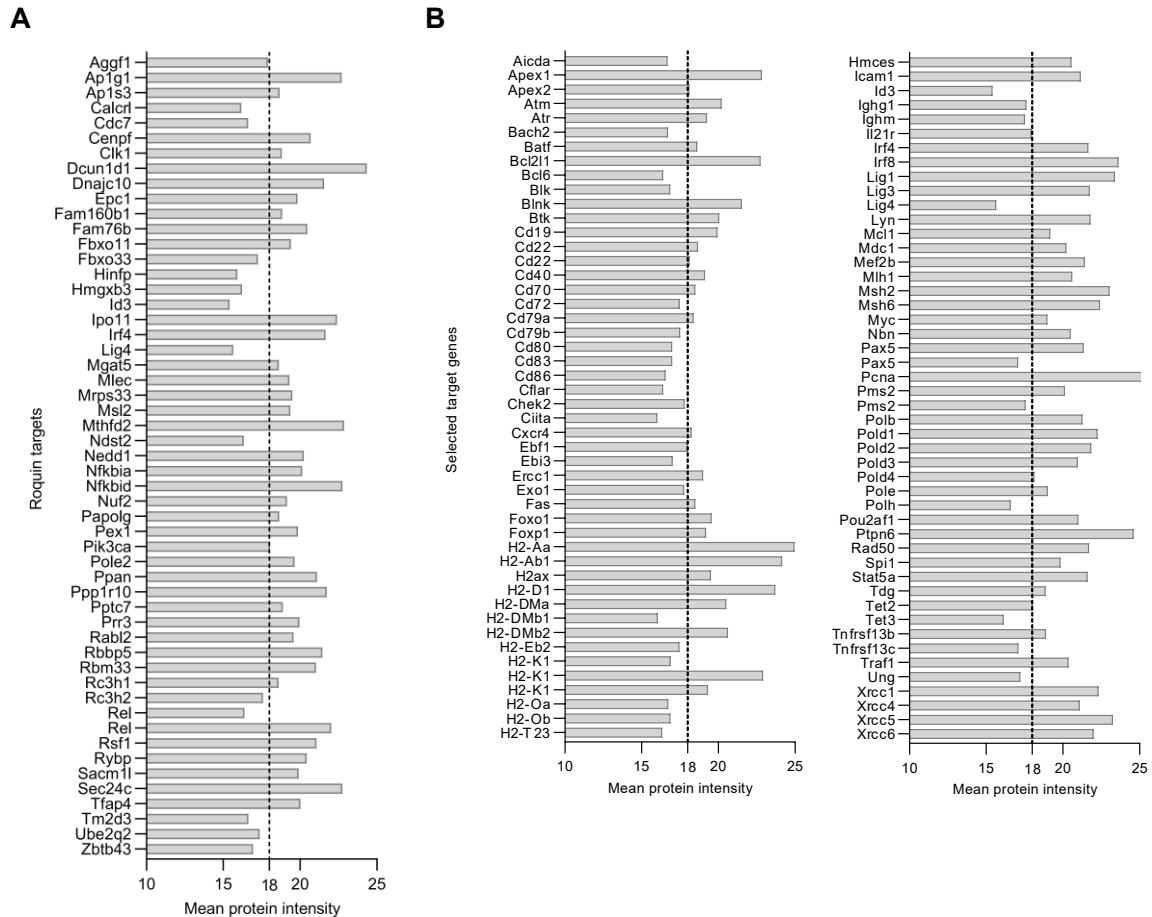 A
B
Roquin targets
Aggf1
Ap1g1
Ap1s3
Calcrl
Cdc7
Cenpf
Clk1
Dcun1d1
Dnajc10
Epc1
Fam160b1
Fam76b
Fbxo11
Fbxo33
Hinfp
Hmgxb3
Id3
Ipo11
Irf4
Lig4
Mgat5
Mlec
Mrps33
Msl2
Mthfd2
Ndst2
Nedd1
Nfkbia
Nfkbid
Nuf2
Papolg
Pex1
Pik3ca
Pole2
Ppan
Ppp1r10
Pptc7
Prr3
Rabl2
Rbbp5
Rbm33
Rc3h1
Rc3h2
Rel
Rel
Rsf1
Rybp
Sacm1l
Sec24c
Tfap4
Tm2d3
Ube2q2
Zbtb43
10 15 18 20 25
Mean protein intensity
Selected target genes
Aicda
Apex1
Apex2
Atm
Atr
Bach2
Batf
Bcl2l1
Bcl6
Blk
Blnk
Btk
Cd19
Cd22
Cd22
Cd40
Cd70
Cd72
Cd79a
Cd79b
Cd80
Cd83
Cd86
Cflar
Chek2
Ciita
Cxcr4
Ebf1
Ebi3
Ercc1
Exo1
Fas
Foxo1
Foxp1
H2-Aa
H2-Ab1
H2ax
H2-D1
H2-DMa
H2-DMb1
H2-DMb2
H2-Eb2
H2-K1
H2-K1
H2-K1
H2-Oa
H2-Ob
H2-T23
10 15 18 20 25
Mean protein intensity
Hmces
Icam1
Id3
Ighg1
Ighm
Il21r
Irf4
Irf8
Lig1
Lig3
Lig4
Lyn
Mcl1
Mdc1
Mef2b
Mlh1
Msh2
Msh6
Myc
Nbn
Pax5
Pax5
Pcna
Pms2
Pms2
Polb
Pold1
Pold2
Pold3
Pold4
Pole
Polh
Pou2af1
Ptpn6
Rad50
Spi1
Stat5a
Tdg
Tet2
Tet3
Tnfrsf13b
Tnfrsf13c
Traf1
Ung
Xrcc1
Xrcc4
Xrcc5
Xrcc6
10 15 18 20 25
Mean protein intensity